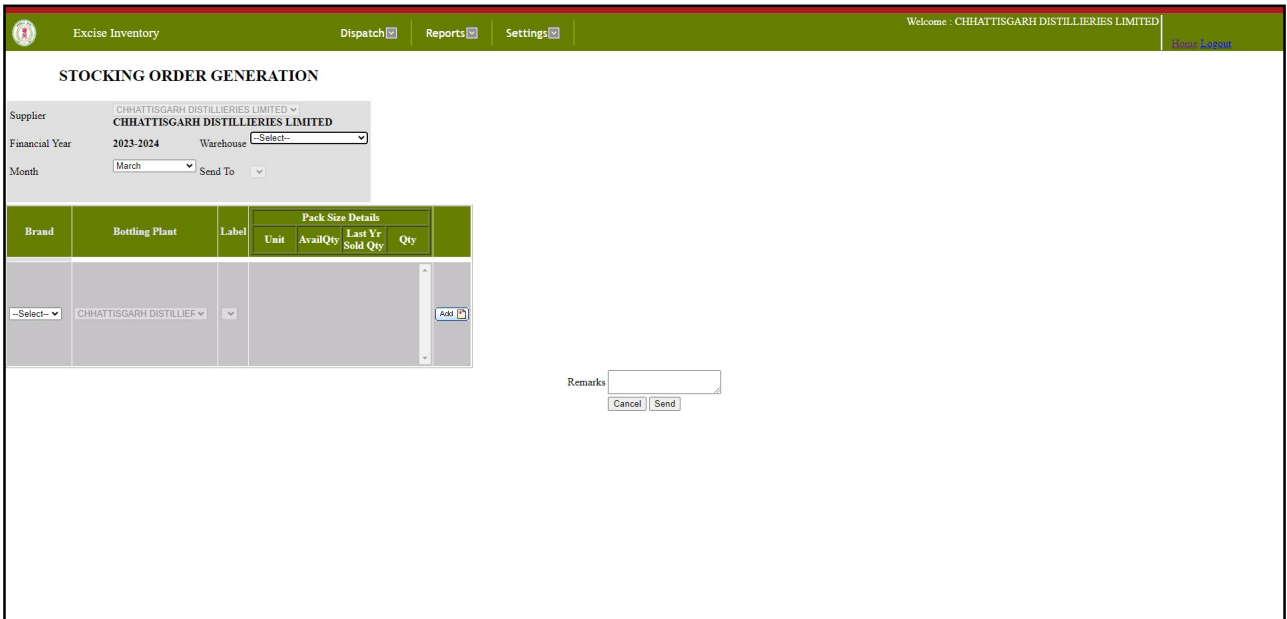 Welcome : CHHATTISGARH DISTILLIERIES LIMITED
Excise Inventory Dispatch Reports Settings
Home Logout
STOCKING ORDER GENERATION
Supplier CHHATTISGARH DISTILLIERIES LIMITED
CHHATTISGARH DISTILLIERIES LIMITED
Financial Year 2023-2024 Warehouse --Select--
Month March Send To
Pack Size Details
Brand Bottling Plant Label Unit AvailQty Last Yr Sold Qty Qty
--Select-- CHHATTISGARH DISTILLIER Add
Remarks
Cancel Send